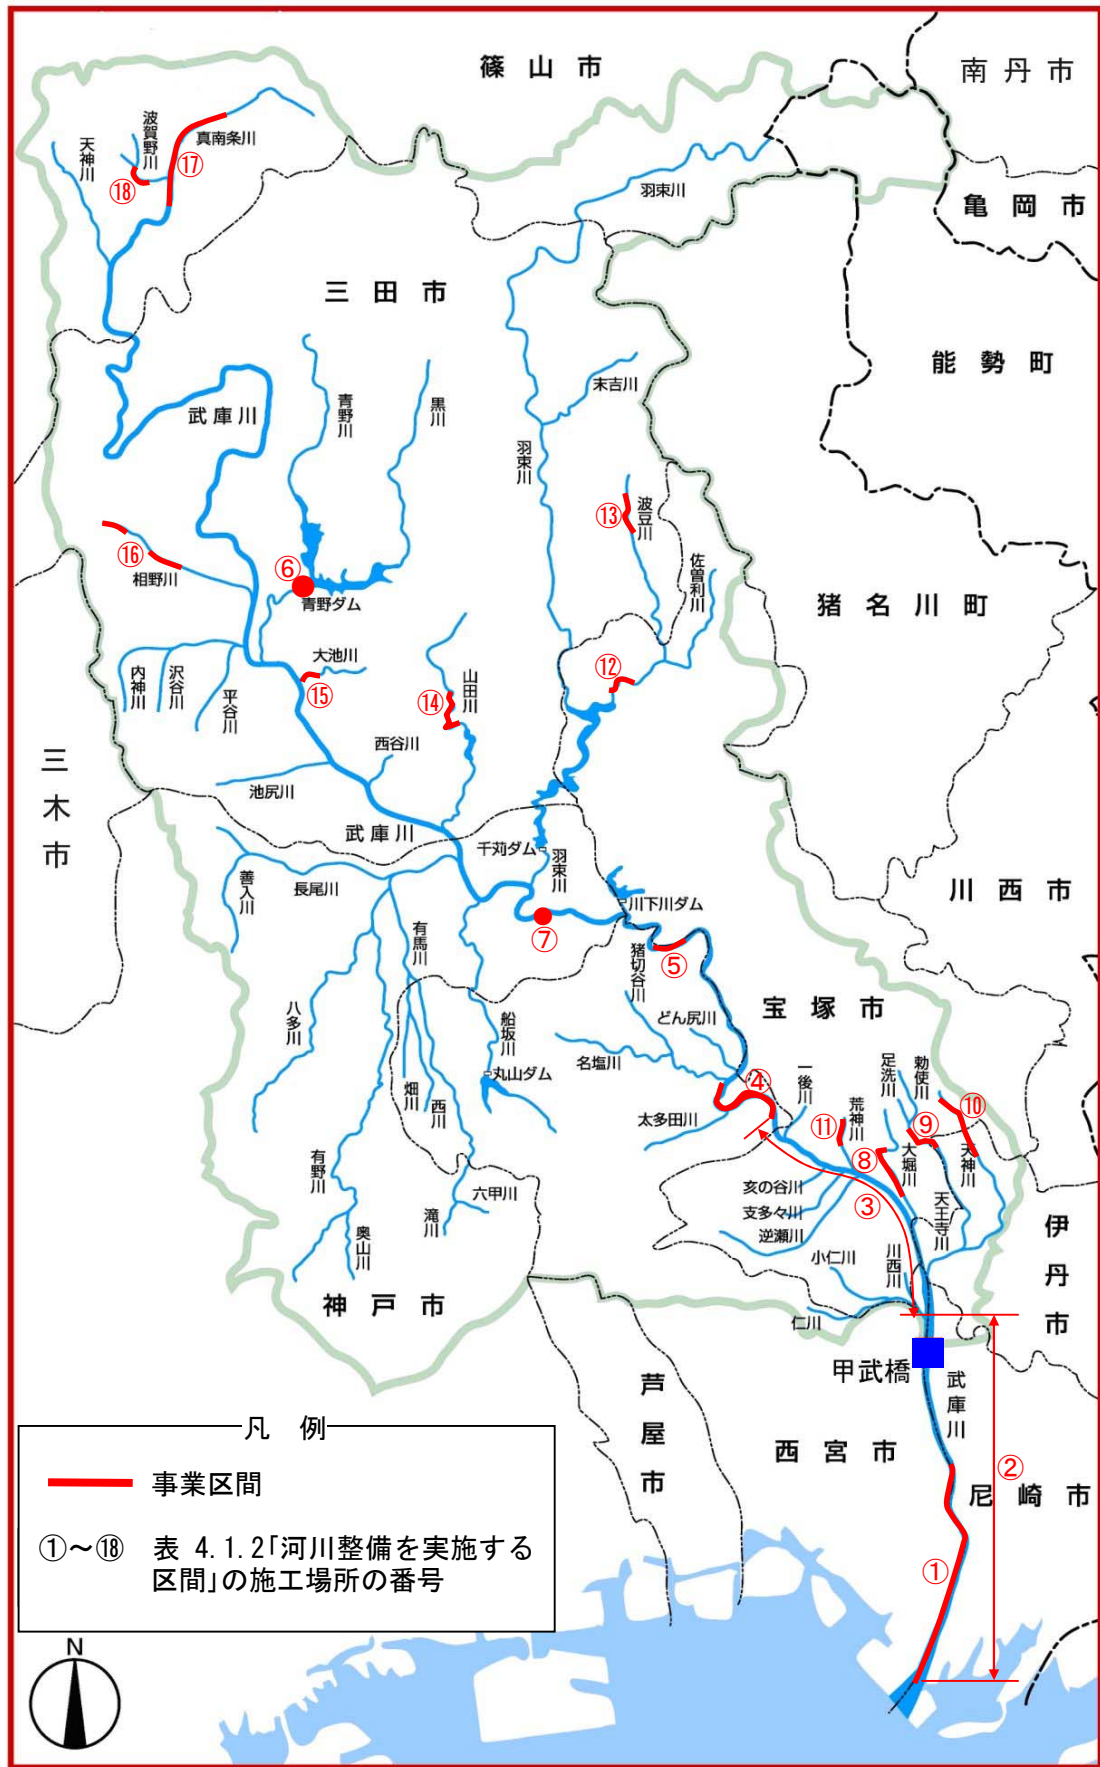 篠山市
南丹市
亀岡市
天神川
波賀野川
真南条川
⑰
⑱
羽束川
三田市
能勢町
末吉川
武庫川
青野川
黒川
羽束川
⑬
波豆川
佐曽利川
⑯
相野川
⑥
青野ダム
猪名川町
大池川
⑮
内神川
沢谷川
平谷川
⑭
山田川
⑫
西谷川
池尻川
三木市
武庫川
千苅ダム
羽束川
善入川
長尾川
川西市
川下川ダム
⑦
⑤
有馬川
猪切谷川
八多川
船坂川
どん尻川
宝塚市
名塩川
丸山ダム
畑川
西川
太多田川
④
一後川
荒神川
⑪
足洗川
勅使川
⑩
⑨
⑧
大堀川
天神川
有野川
六甲川
滝川
奥山川
亥の谷川
支多々川
逆瀬川
③
天王寺川
小仁川
川西川
仁川
伊丹市
神戸市
甲武橋
武庫川
芦屋市
西宮市
②
尼崎市
①
凡 例
事業区間
①～⑱ 表 4.1.2「河川整備を実施する
区間」の施工場所の番号
N